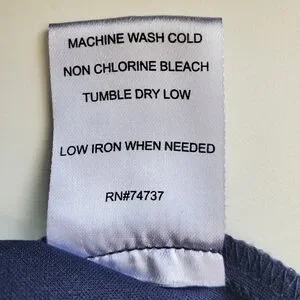 MACHINE WASH COLD
NON CHLORINE BLEACH
TUMBLE DRY LOW
LOW IRON WHEN NEEDED
RN#74737